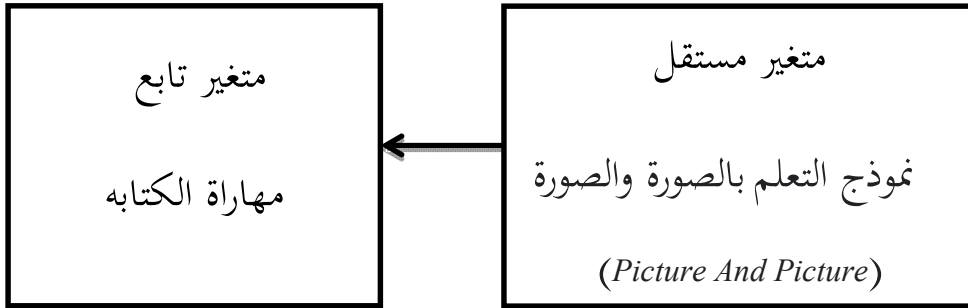 متغير مستقل
نموذج التعلم بالصورة والصورة
(Picture And Picture)
متغير تابع
مهاراة الكتابه